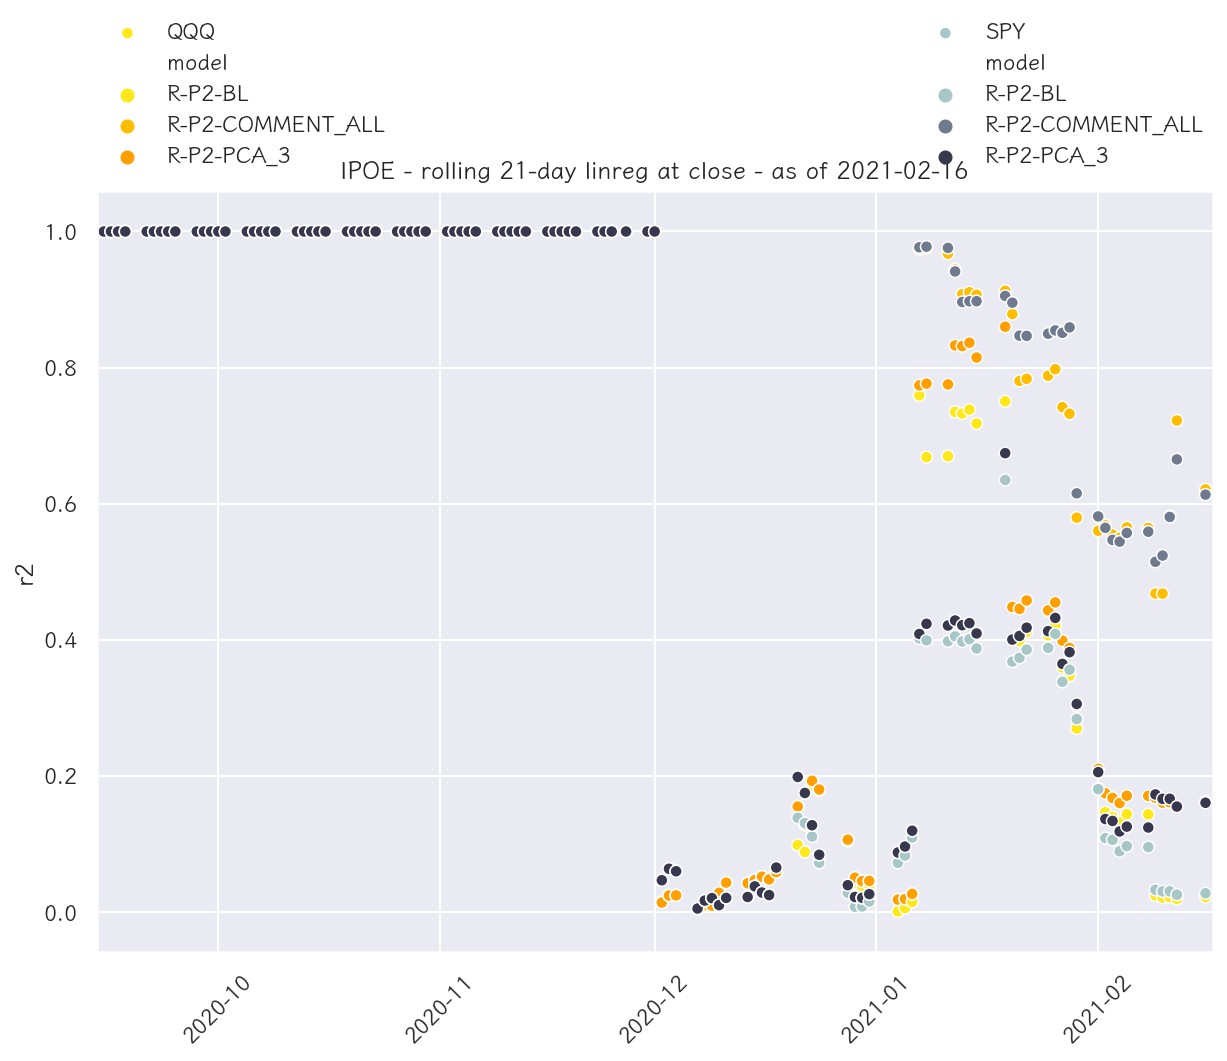 QQQ
model
R-P2-BL
R-P2-COMMENT_ALL
R-P2-PCA_3
SPY
model
R-P2-BL
R-P2-COMMENT_ALL
R-P2-PCA_3
IPOE - rolling 21-day linreg at close - as of 2021-02-16
1.0
0.8
0.6
0.4
0.2
0.0
r2
2020-10
2020-11
2020-12
2021-01
2021-02